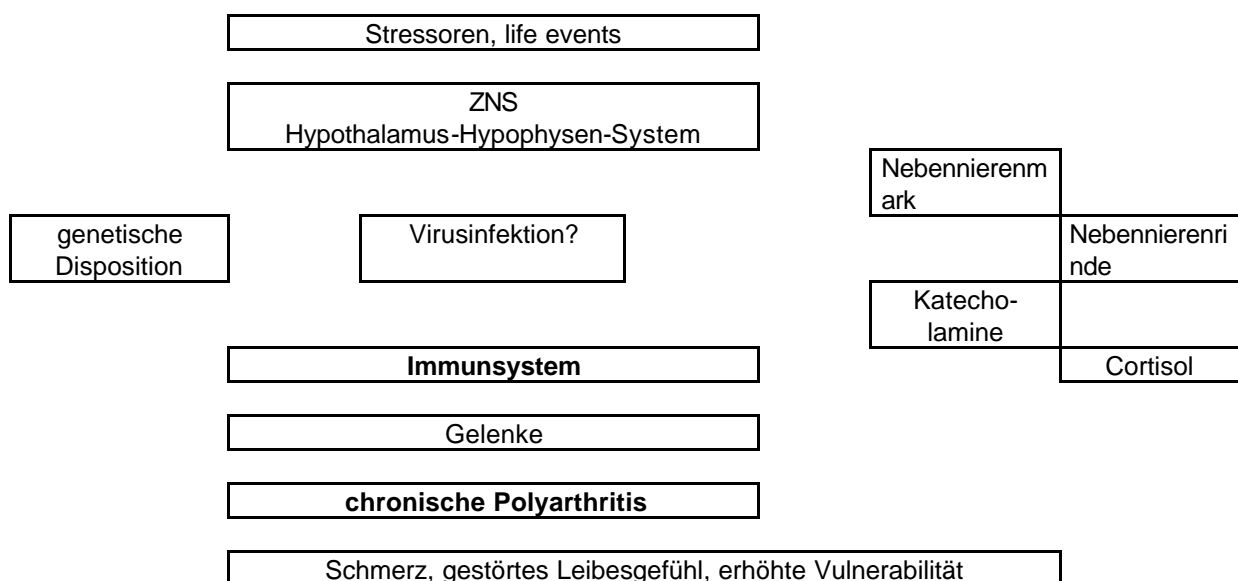 Stressoren, life events
ZNS
Hypothalamus-Hypophysen-System
Nebennierenm
ark
genetische
Disposition
Virusinfektion?
Nebennierenri
nde
Katecho-
lamine
Immunsystem
Cortisol
Gelenke
chronische Polyarthritis
Schmerz, gestörtes Leibesgefühl, erhöhte Vulnerabilität